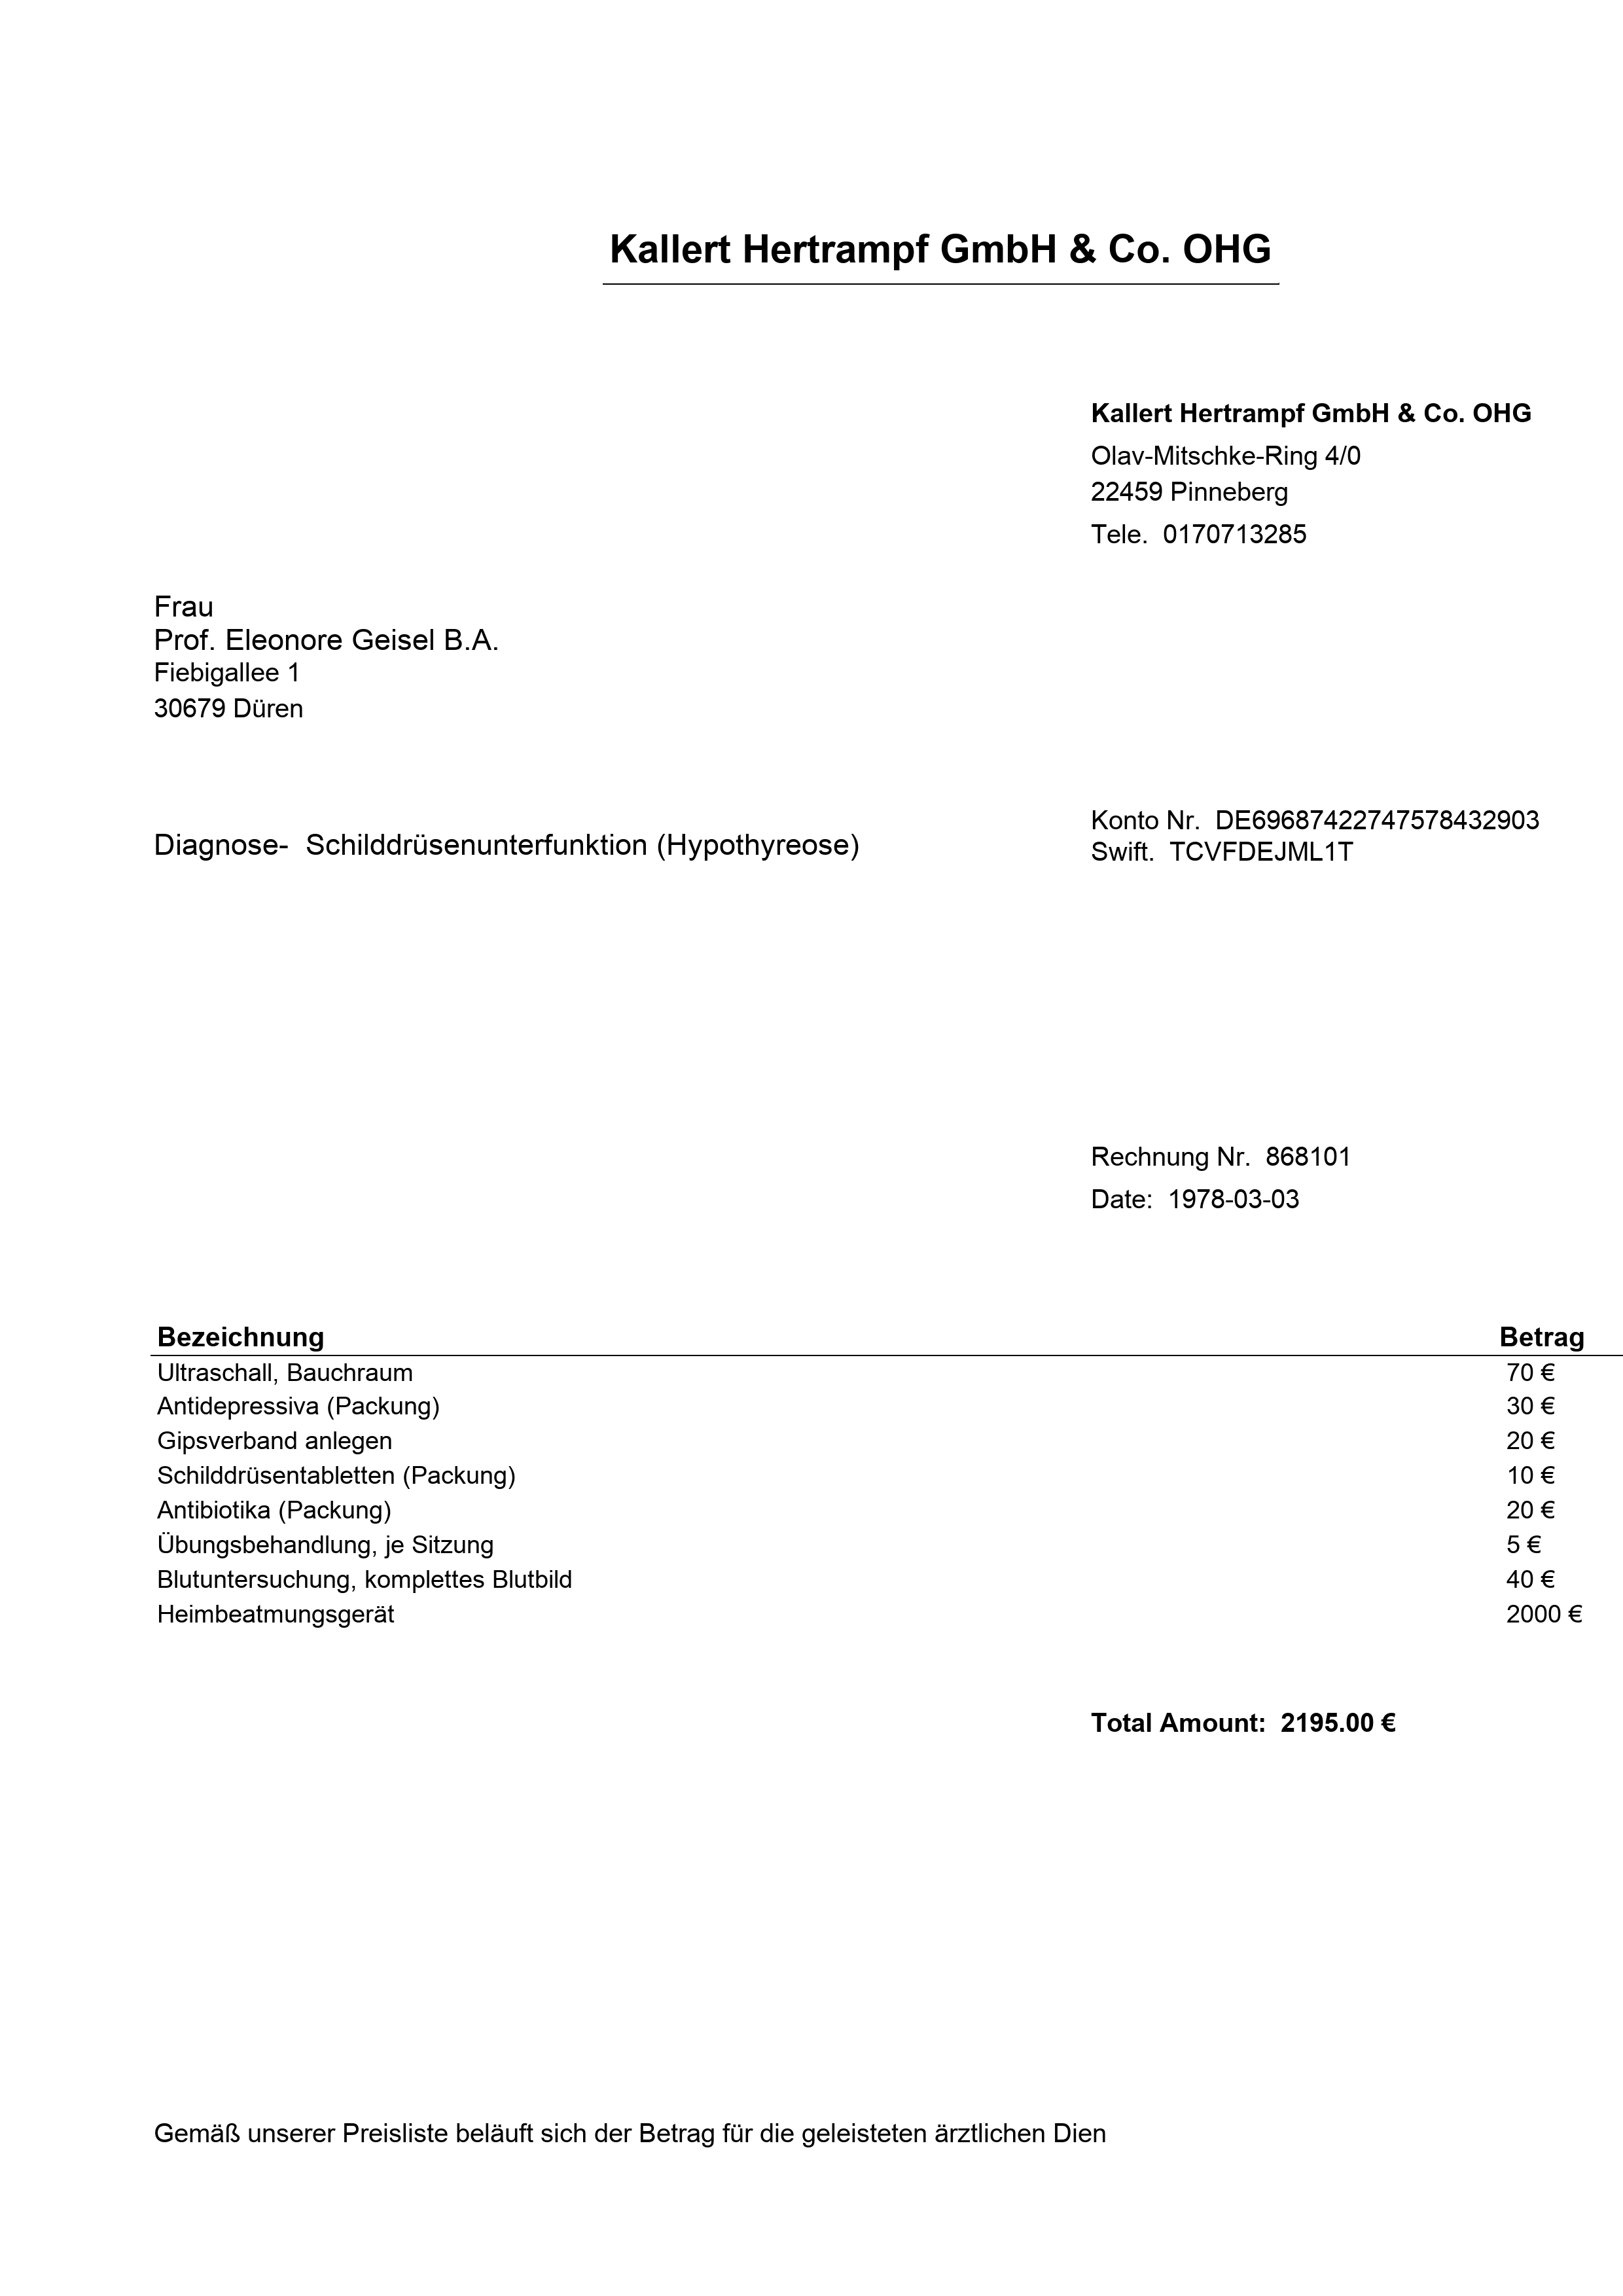 Kallert Hertrampf GmbH & Co. OHG
Kallert Hertrampf GmbH & Co. OHG
Olav-Mitschke-Ring 4/0
22459 Pinneberg
Tele. 0170713285
Frau
Prof. Eleonore Geisel B.A.
Fiebigallee 1
30679 Düren
Konto Nr. DE69687422747578432903
Diagnose- Schilddrüsenunterfunktion (Hypothyreose)
Swift. TCVFDEJML1T
Rechnung Nr. 868101
Date: 1978-03-03
Bezeichnung Betrag
Ultraschall, Bauchraum 70 €
Antidepressiva (Packung) 30 €
Gipsverband anlegen 20 €
Schilddrüsentabletten (Packung) 10 €
Antibiotika (Packung) 20 €
Übungsbehandlung, je Sitzung 5 €
Blutuntersuchung, komplettes Blutbild 40 €
Heimbeatmungsgerät 2000 €
Total Amount: 2195.00 €
Gemäß unserer Preisliste beläuft sich der Betrag für die geleisteten ärztlichen Dien